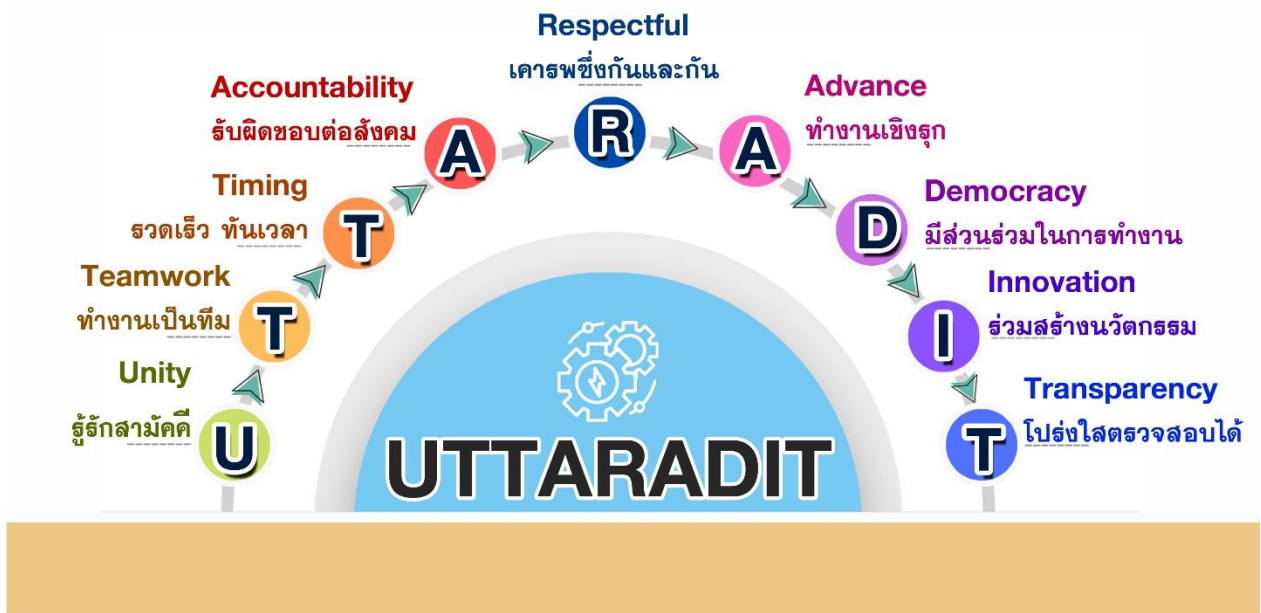 Respectful
เคารพซึ่งกันและกัน
R
Accountability
รับผิดชอบต่อสังคม
A
Advance
ทำงานเชิงรุก
A
Timing
รวดเร็ว ทันเวลา
T
Democracy
มีส่วนร่วมในการทำงาน
D
Teamwork
ทำงานเป็นทีม
T
Innovation
ร่วมสร้างนวัตกรรม
I
Unity
รู้รักสามัคคี
U
Transparency
โปร่งใสตรวจสอบได้
T
UTTARADIT